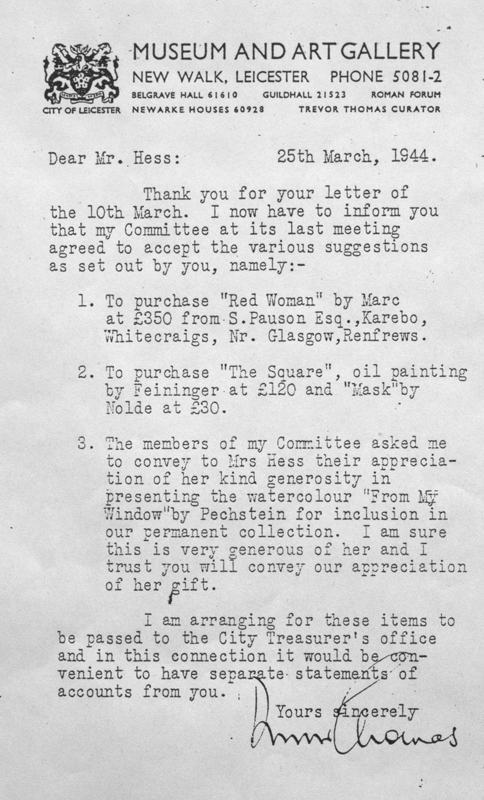 MUSEUM AND ART GALLERY
NEW WALK, LEICESTER PHONE 5081-2
BELGRAVE HALL 61610 GUILDHALL 21523 ROMAN FORUM
CITY OF LEICESTER NEWARKE HOUSES 60928 TREVOR THOMAS CURATOR
Dear Mr. Hess: 25th March, 1944.
Thank you for your letter of
the 10th March. I now have to inform you
that my Committee at its last meeting
agreed to accept the various suggestions
as set out by you, namely:-
1. To purchase "Red Woman" by Marc
at £350 from S.Pauson Esq.,Karebo,
Whitecraigs, Nr. Glasgow,Renfrews.
2. To purchase "The Square", oil painting
by Feininger at £120 and "Mask"by
Nolde at £30.
3. The members of my Committee asked me
to convey to Mrs Hess their apprecia-
tion of her kind generosity in
presenting the watercolour "From My
Window"by Pechstein for inclusion in
our permanent collection. I am sure
this is very generous of her and I
trust you will convey our appreciation
of her gift.
I am arranging for these items to
be passed to the City Treasurer's office
and in this connection it would be con-
venient to have separate statements of
accounts from you.
Yours sincerely
Trevor Thomas